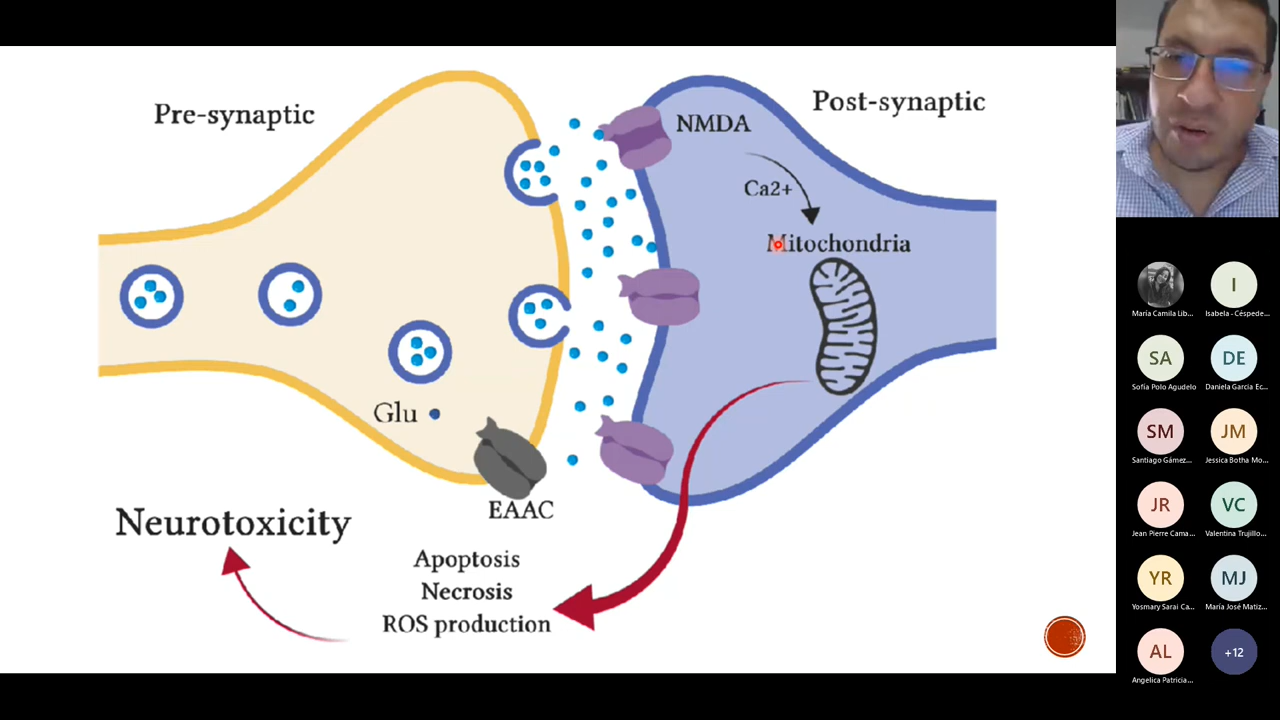 Pre-synaptic
Post-synaptic
NMDA
Ca2+
Mitochondria
Glu
EAAC
Neurotoxicity
Apoptosis
Necrosis
ROS production
María Camila Lib...
I
Isabela - Céspede...
SA
Sofía Polo Agudelo
DE
Daniela Garcia Ec...
SM
Santiago Gámez...
JM
Jessica Botha Mo...
JR
Jean Pierre Cama...
VC
Valentina Trujillo...
YR
Yosmary Sarai Ca...
MJ
María José Matiz...
AL
Angelica Patricia...
+12